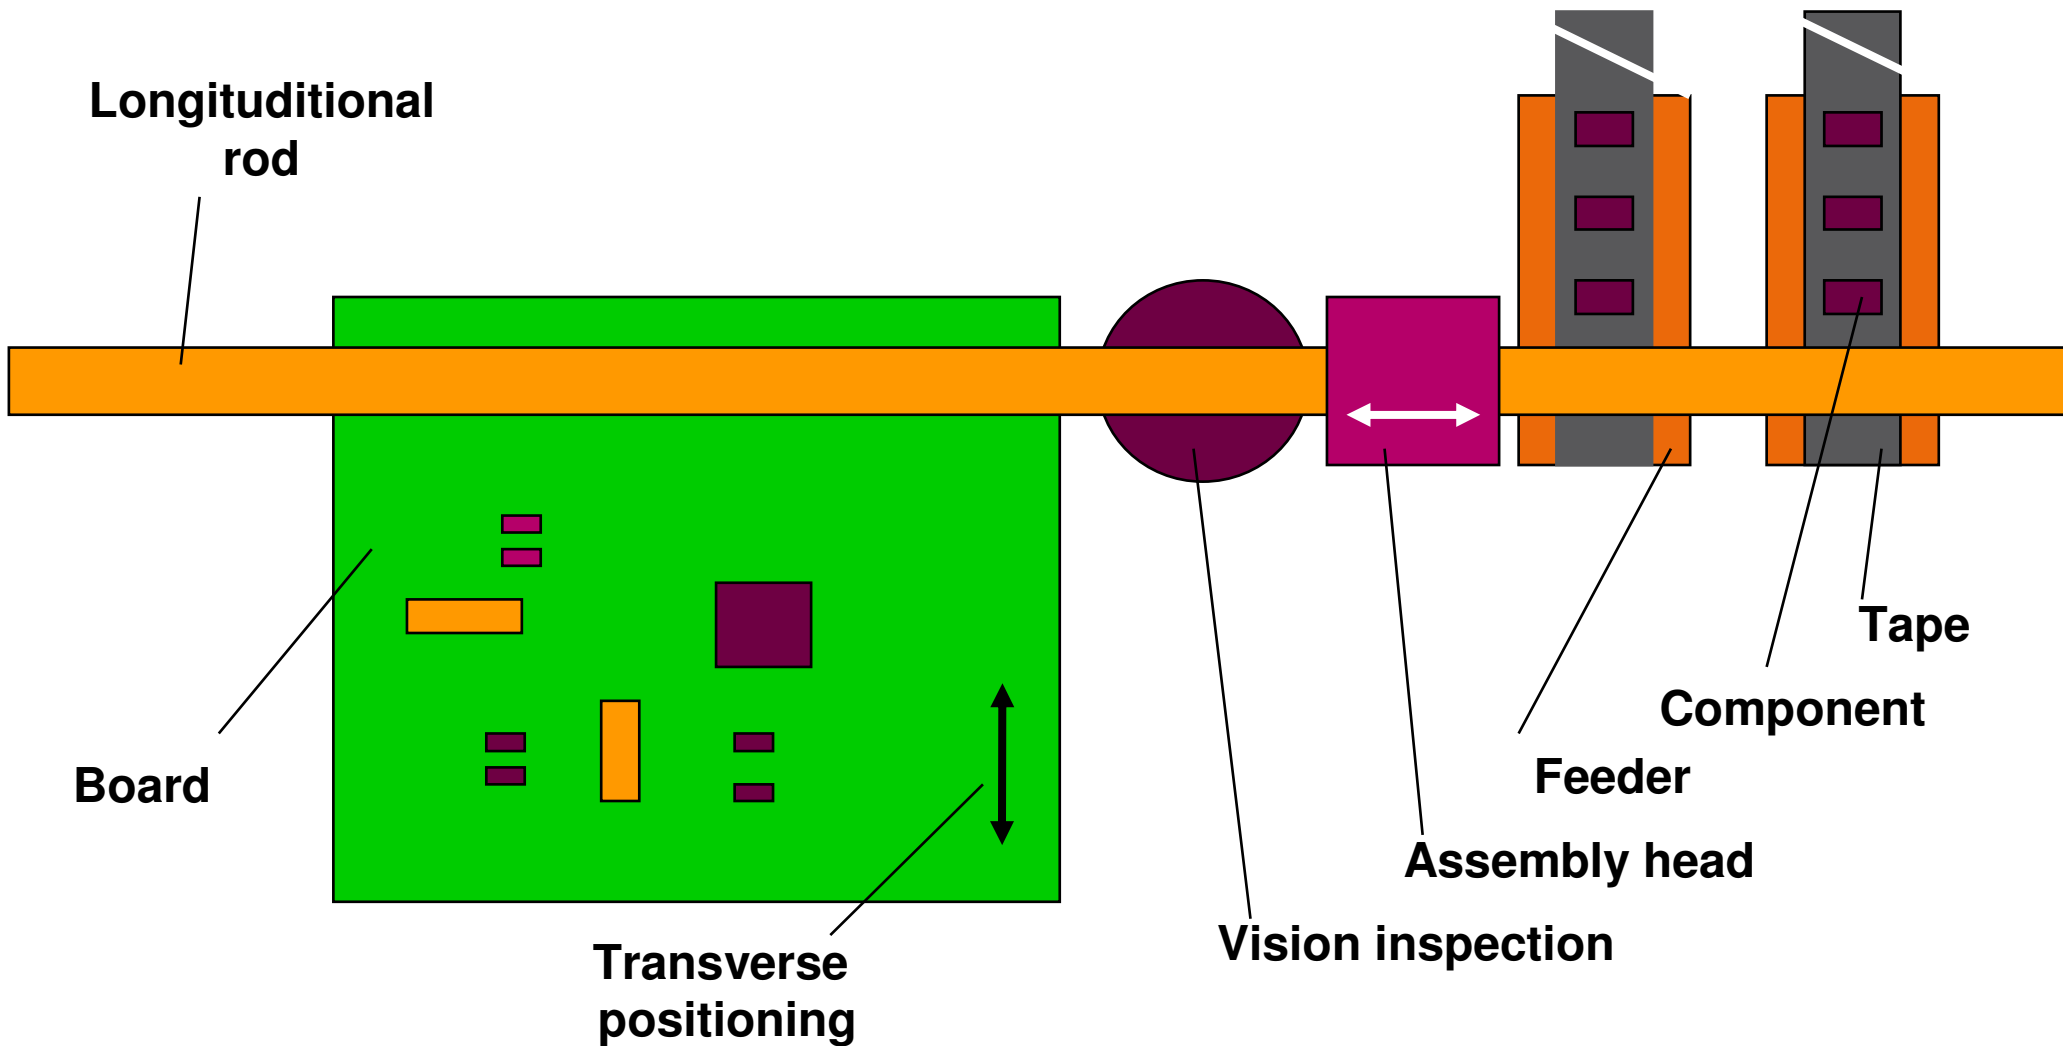 Longituditional
rod
Board
Transverse
positioning
Vision inspection
Assembly head
Feeder
Component
Tape